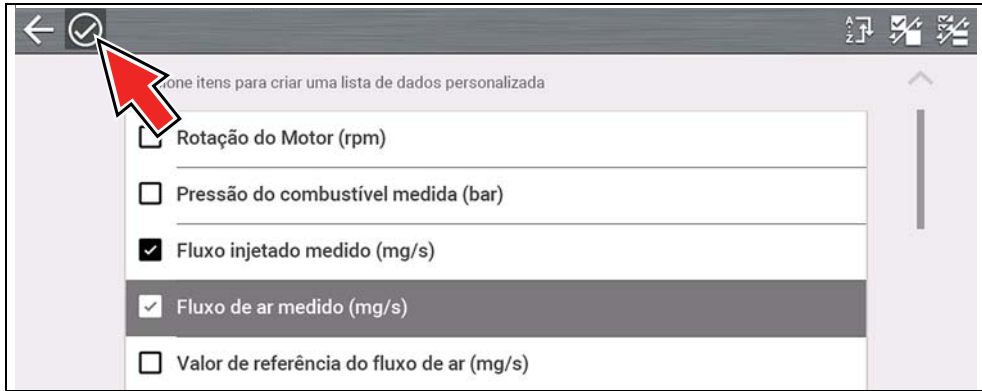 A
Z
itens para criar uma lista de dados personalizada
Rotação do Motor (rpm)
Pressão do combustível medida (bar)
Fluxo injetado medido (mg/s)
Fluxo de ar medido (mg/s)
Valor de referência do fluxo de ar (mg/s)